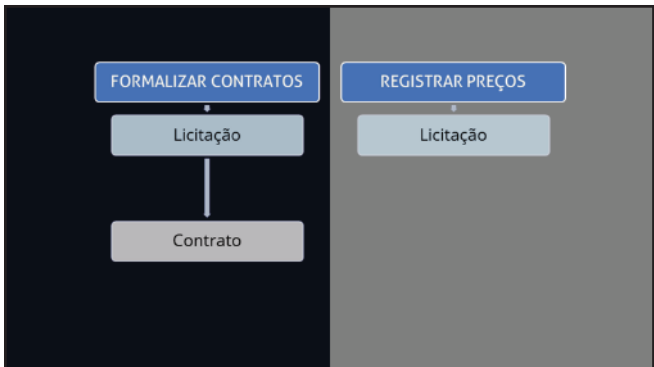 FORMALIZAR CONTRATOS
Licitação
Contrato
REGISTRAR PREÇOS
Licitação